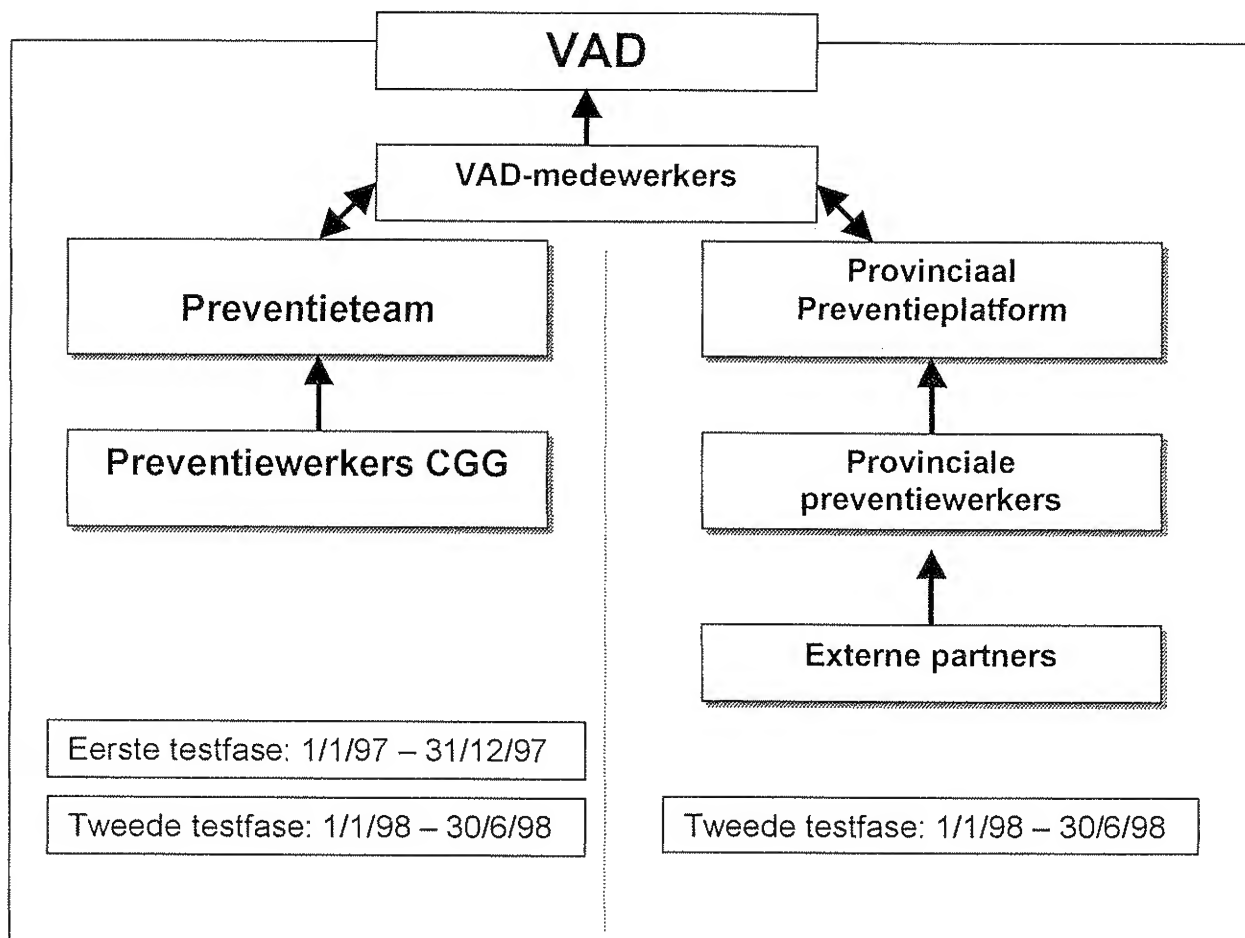 VAD
VAD-medewerkers
Preventieteam
Provinciaal
Preventieplatform
Preventiewerkers CGG
Provinciale
preventiewerkers
Externe partners
Eerste testfase: 1/1/97 – 31/12/97
Tweede testfase: 1/1/98 – 30/6/98
Tweede testfase: 1/1/98 – 30/6/98